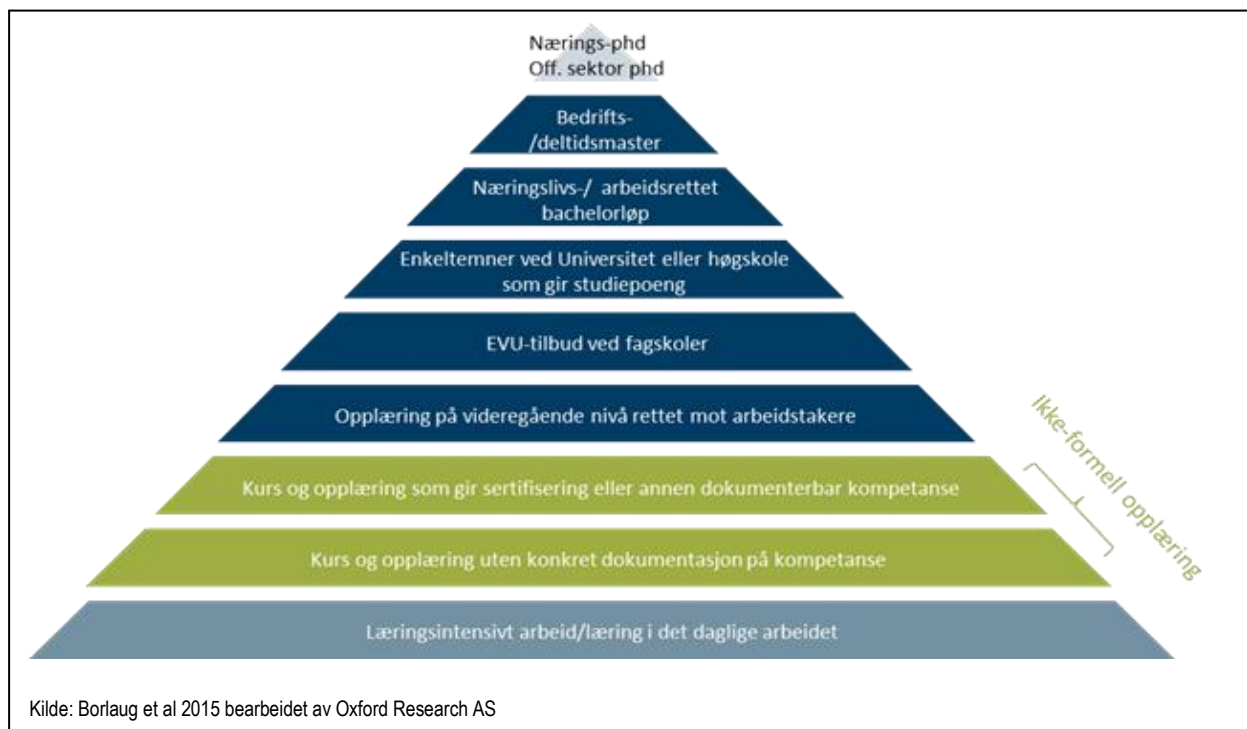 Nærings-phd
Off. sektor phd
Bedrifts-
/deltidsmaster
Næringslivs-/ arbeidsrettet
bachelorløp
Enkeltemner ved Universitet eller høgskole
som gir studiepoeng
EVU-tilbud ved fagskoler
Opplæring på videregående nivå rettet mot arbeidstakere
Kurs og opplæring som gir sertifisering eller annen dokumenterbar kompetanse
Kurs og opplæring uten konkret dokumentasjon på kompetanse
Ikke-formell opplæring
Læringsintensivt arbeid/læring i det daglige arbeidet
Kilde: Borlaug et al 2015 bearbeidet av Oxford Research AS